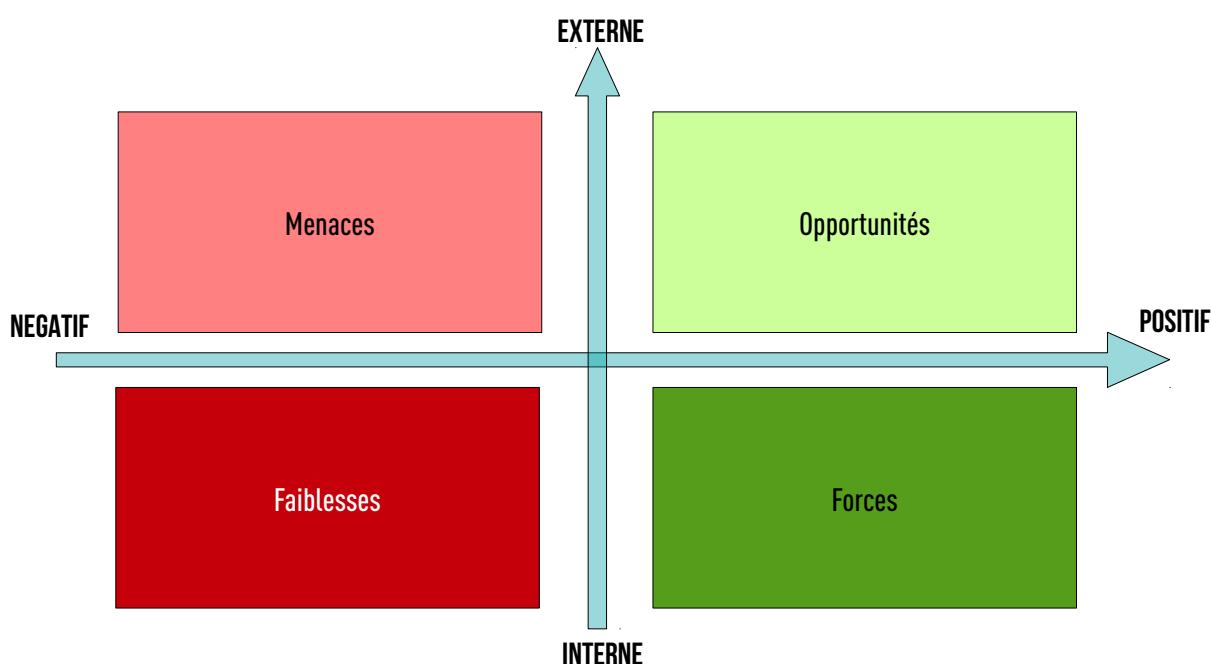 EXTERNE
Menaces
Opportunités
NEGATIF
POSITIF
Faiblesses
Forces
INTERNE